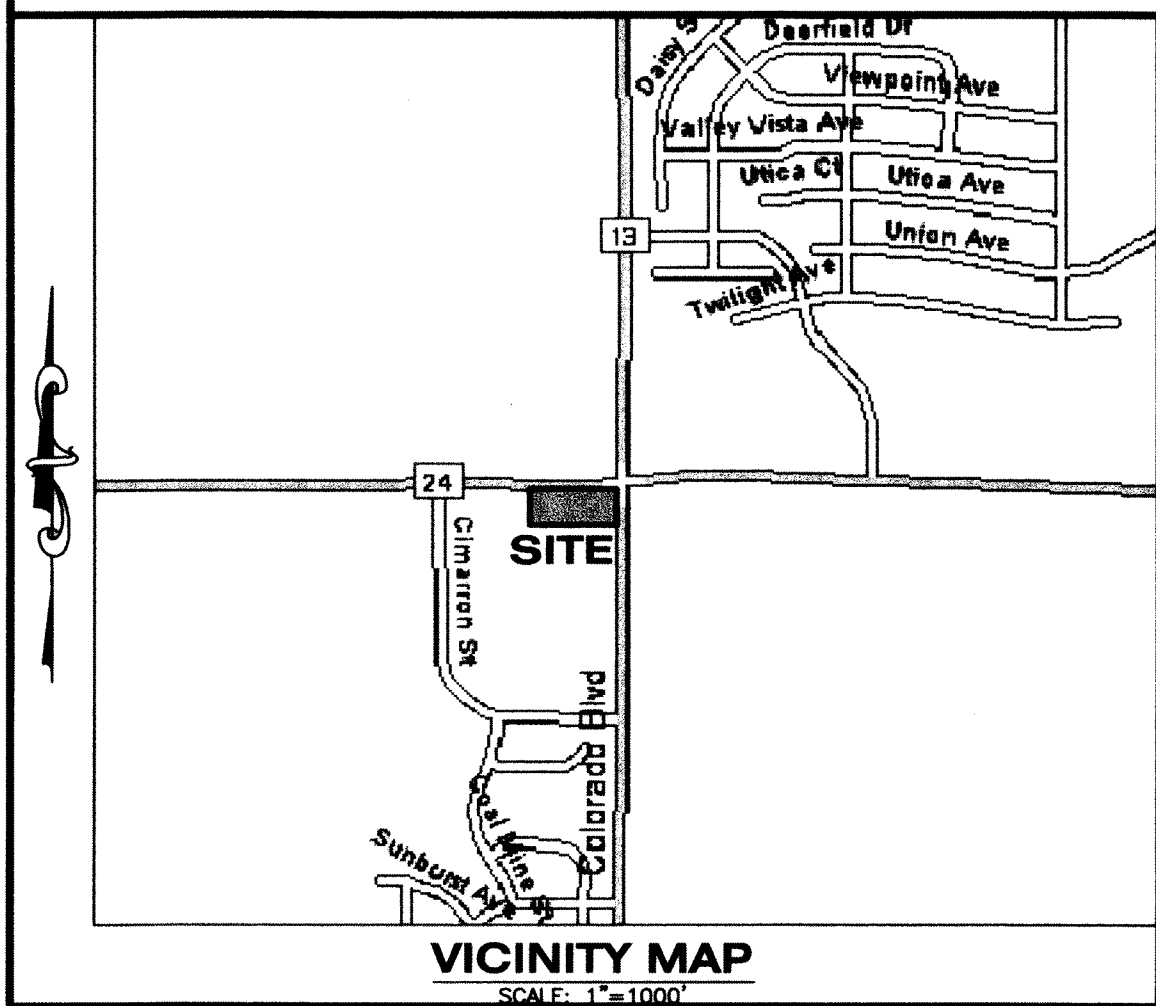 Daisy S
Deerfield Dr
Viewpoint Ave
Valley Vista Ave
Utica Ct
Utica Ave
13
Union Ave
Twilight Ave
24
SITE
Cimarron St
Colorado Blvd
Coal Mine S
Sunburst Ave
VICINITY MAP
SCALE: 1"=1000'